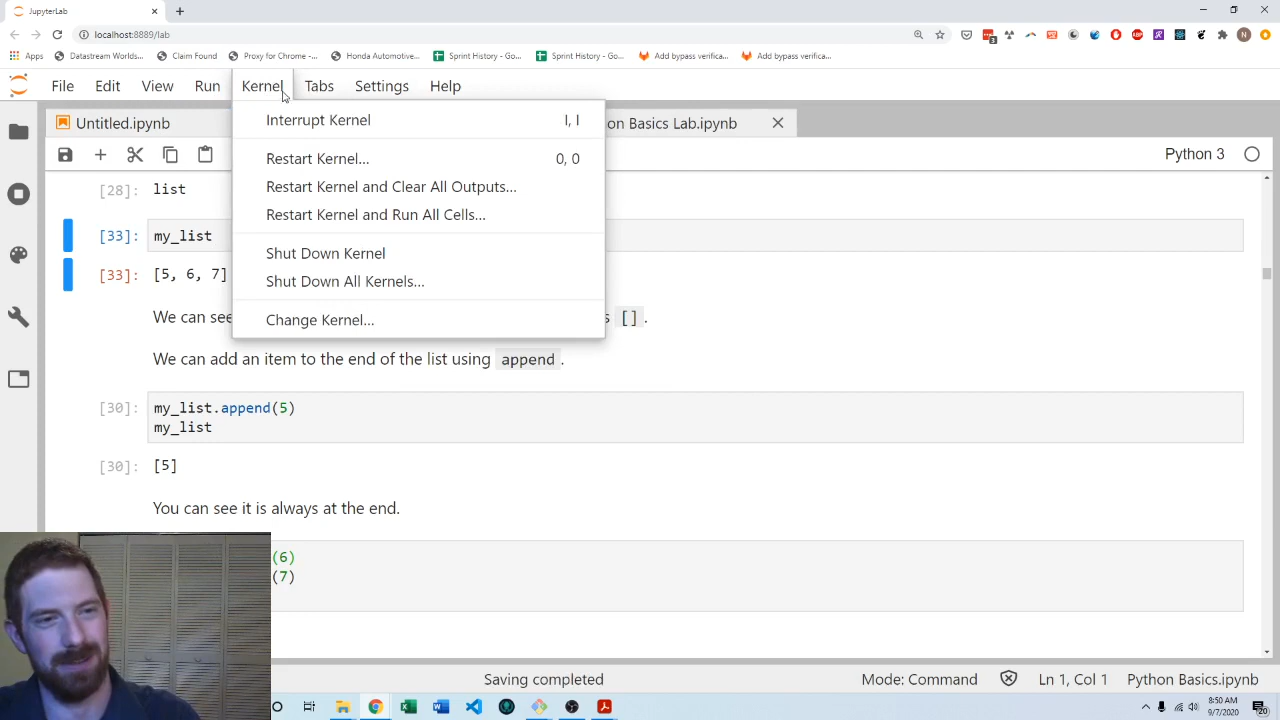 JupyterLab
localhost:8889/lab
Apps
Datastream Worlds...
Claim Found
Proxy for Chrome -...
Honda Automotive...
Sprint History - Go...
Sprint History - Go...
Add bypass verifica...
Add bypass verifica...
File Edit View Run Kernel Tabs Settings Help
Untitled.ipynb
on Basics Lab.ipynb
Interrupt Kernel I, I
Restart Kernel... 0, 0
Restart Kernel and Clear All Outputs...
Restart Kernel and Run All Cells...
Shut Down Kernel
Shut Down All Kernels...
Change Kernel...
Python 3
[28]: list
[33]: my_list
[33]: [5, 6, 7]
We can see
s [].
We can add an item to the end of the list using append.
[30]: my_list.append(5)
my_list
[30]: [5]
You can see it is always at the end.
(6)
(7)
Saving completed
Mode: Command
Ln 1, Col 1
Python Basics.ipynb
8:50 AM
9/7/2020